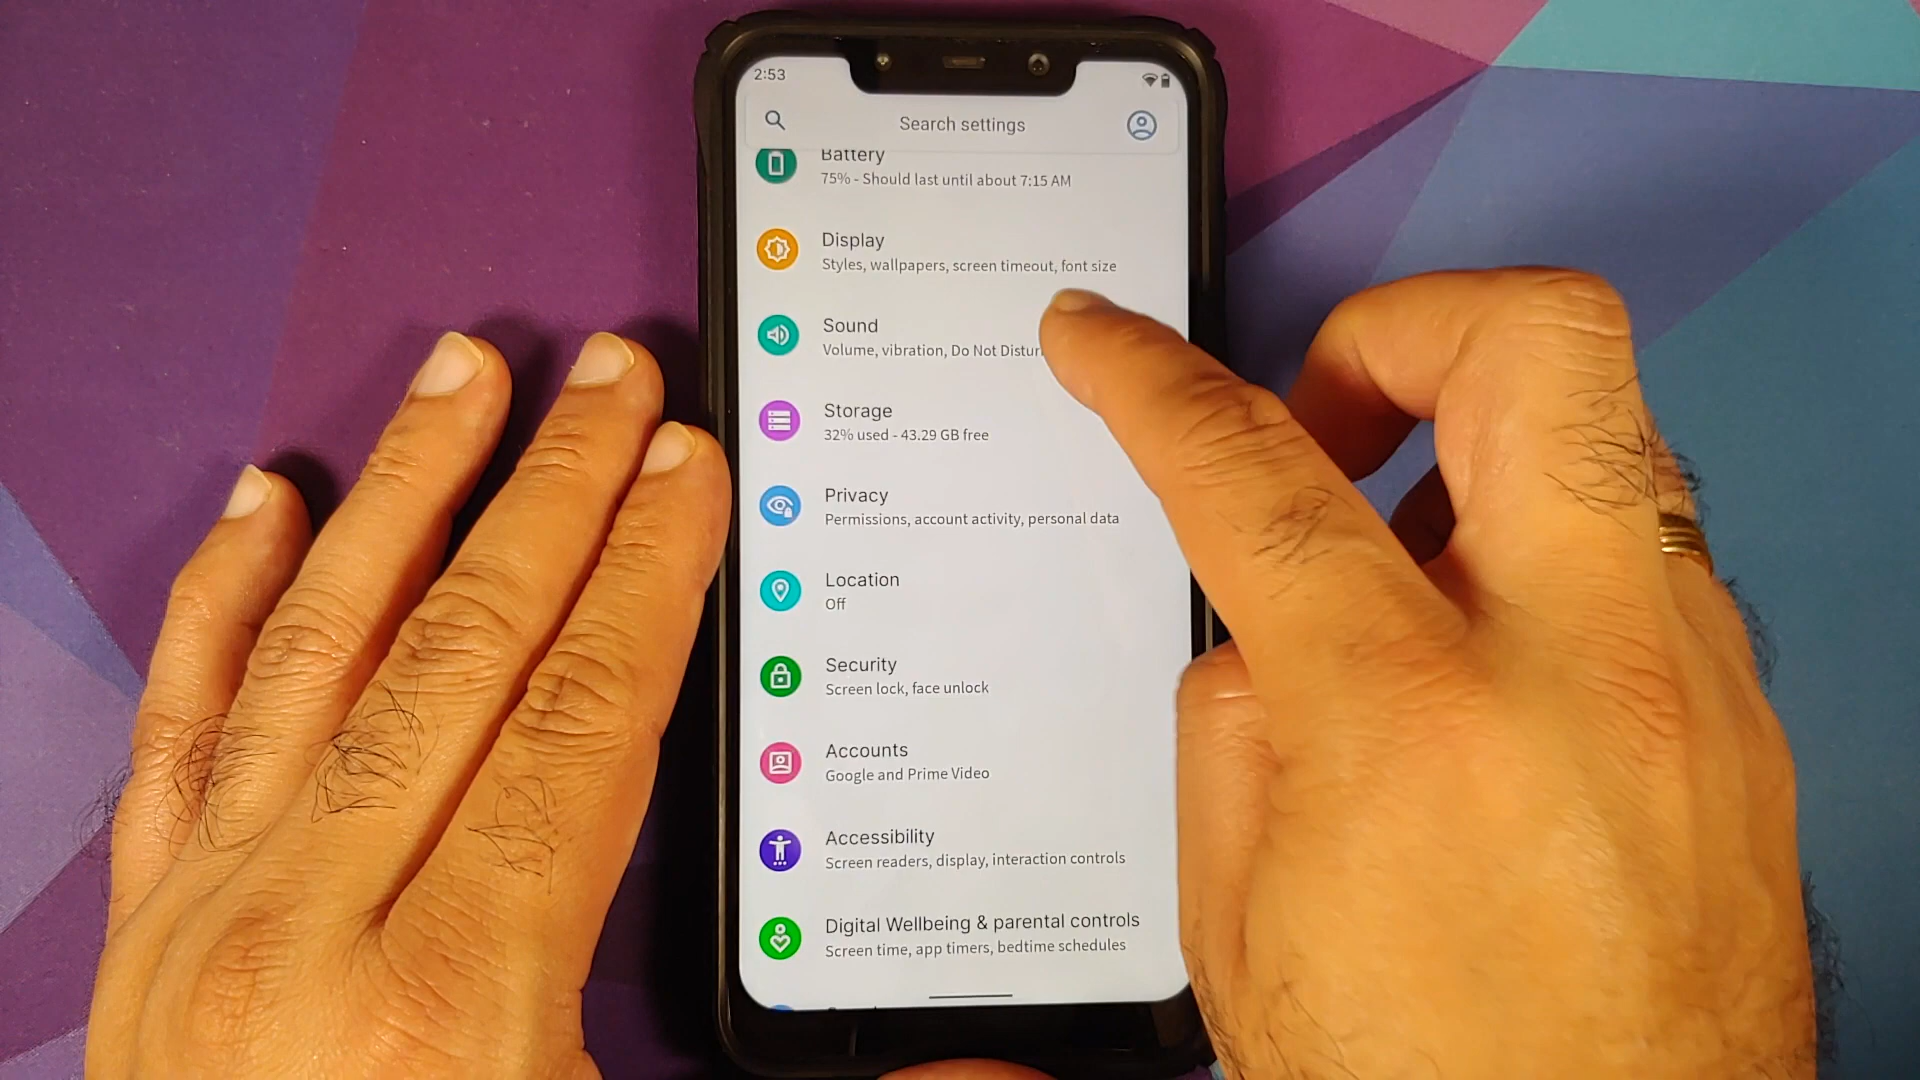 2:53
Search settings
Battery
75% - Should last until about 7:15 AM
Display
Styles, wallpapers, screen timeout, font size
Sound
Volume, vibration, Do Not Distur
Storage
32% used - 43.29 GB free
Privacy
Permissions, account activity, personal data
Location
Off
Security
Screen lock, face unlock
Accounts
Google and Prime Video
Accessibility
Screen readers, display, interaction controls
Digital Wellbeing & parental controls
Screen time, app timers, bedtime schedules